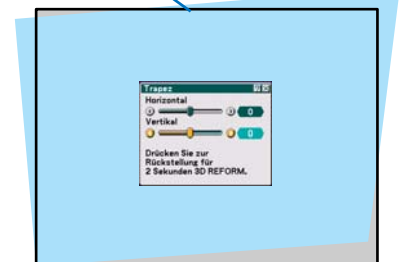 Trapez
Horizontal
0
Vertikal
0
Drücken Sie zur
Rückstellung für
2 Sekunden 3D REFORM.